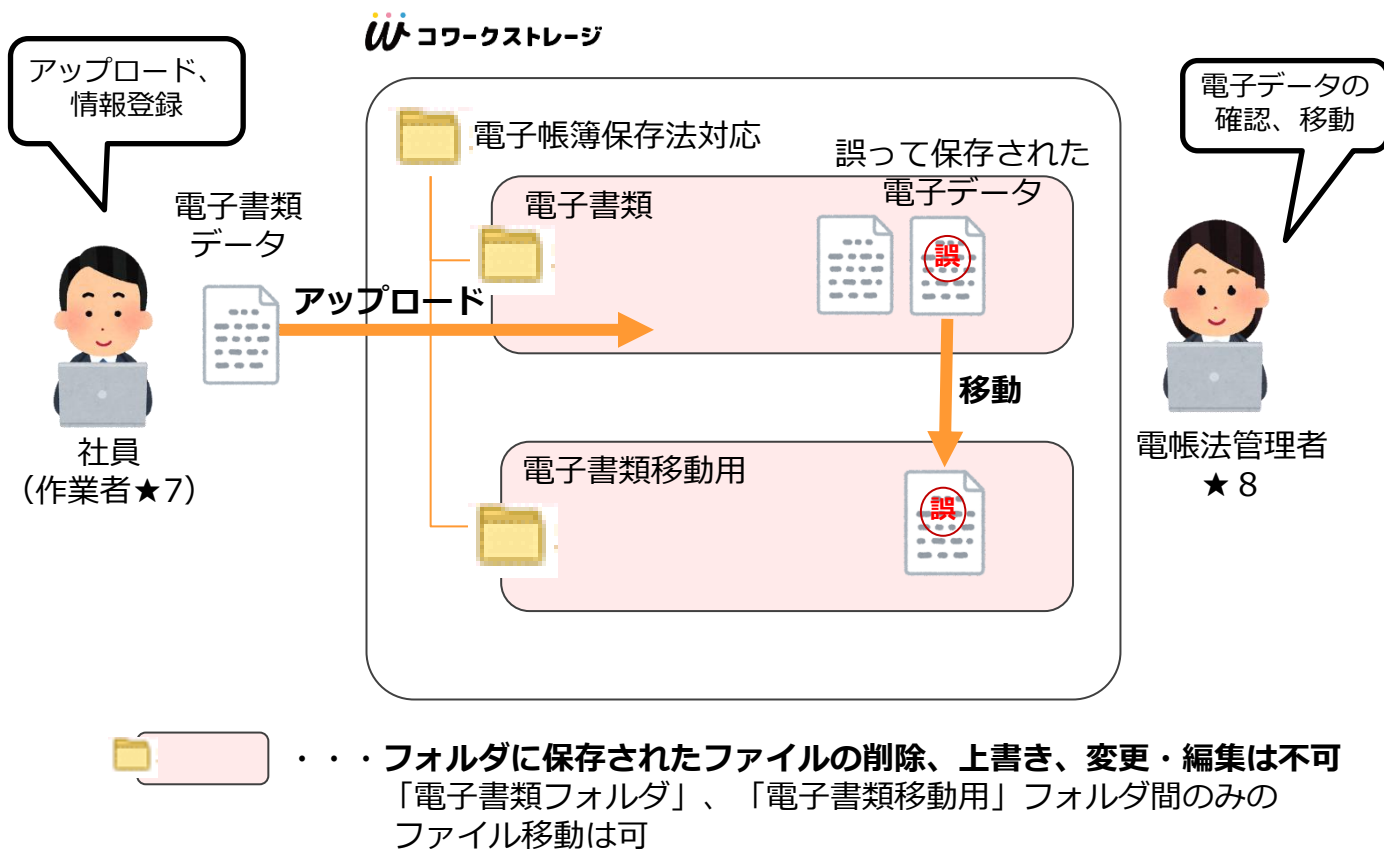 コワークストレージ
アップロード、
情報登録
電子データの
確認、移動
電子帳簿保存法対応
誤って保存された
電子データ
電子書類
電子書類
データ
誤
アップロード
移動
社員
（作業者★7）
電帳法管理者
★８
電子書類移動用
誤
・・・フォルダに保存されたファイルの削除、上書き、変更・編集は不可
「電子書類フォルダ」、「電子書類移動用」フォルダ間のみの
ファイル移動は可